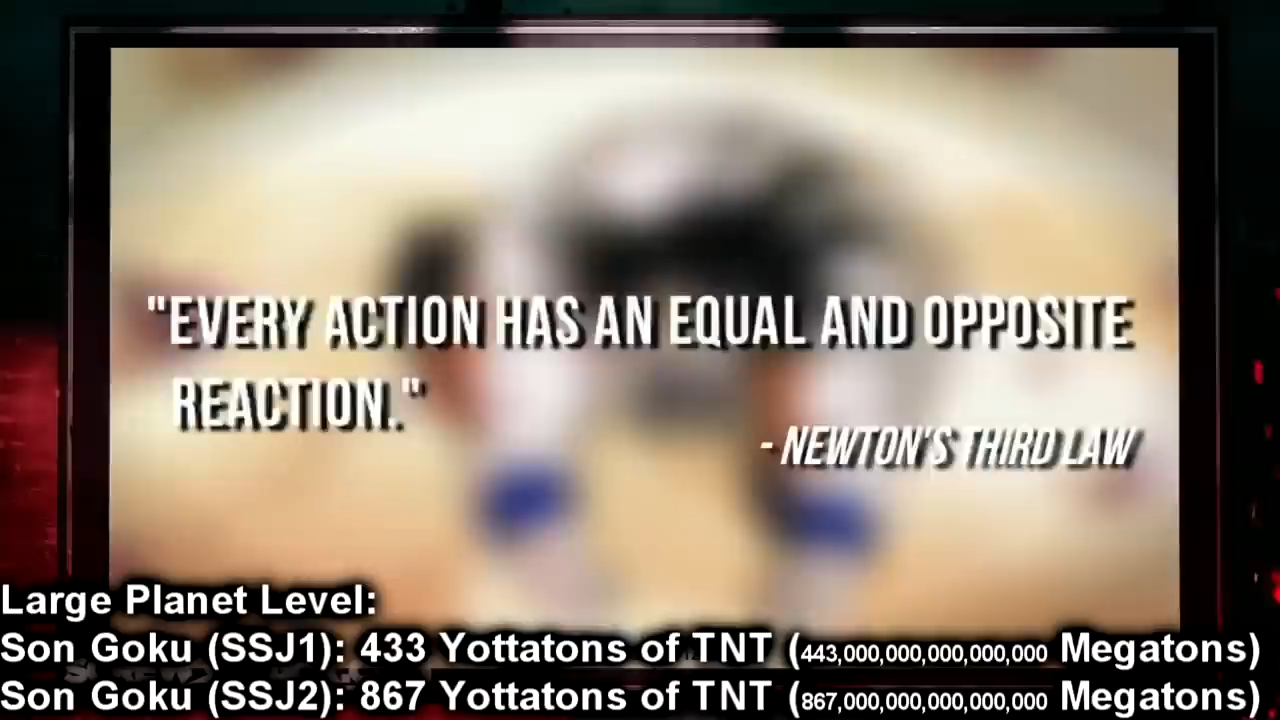 "EVERY ACTION HAS AN EQUAL AND OPPOSITE
REACTION."
- NEWTON'S THIRD LAW
Large Planet Level:
Son Goku (SSJ1): 433 Yottatons of TNT (443,000,000,000,000,000 Megatons)
Son Goku (SSJ2): 867 Yottatons of TNT (867,000,000,000,000,000 Megatons)